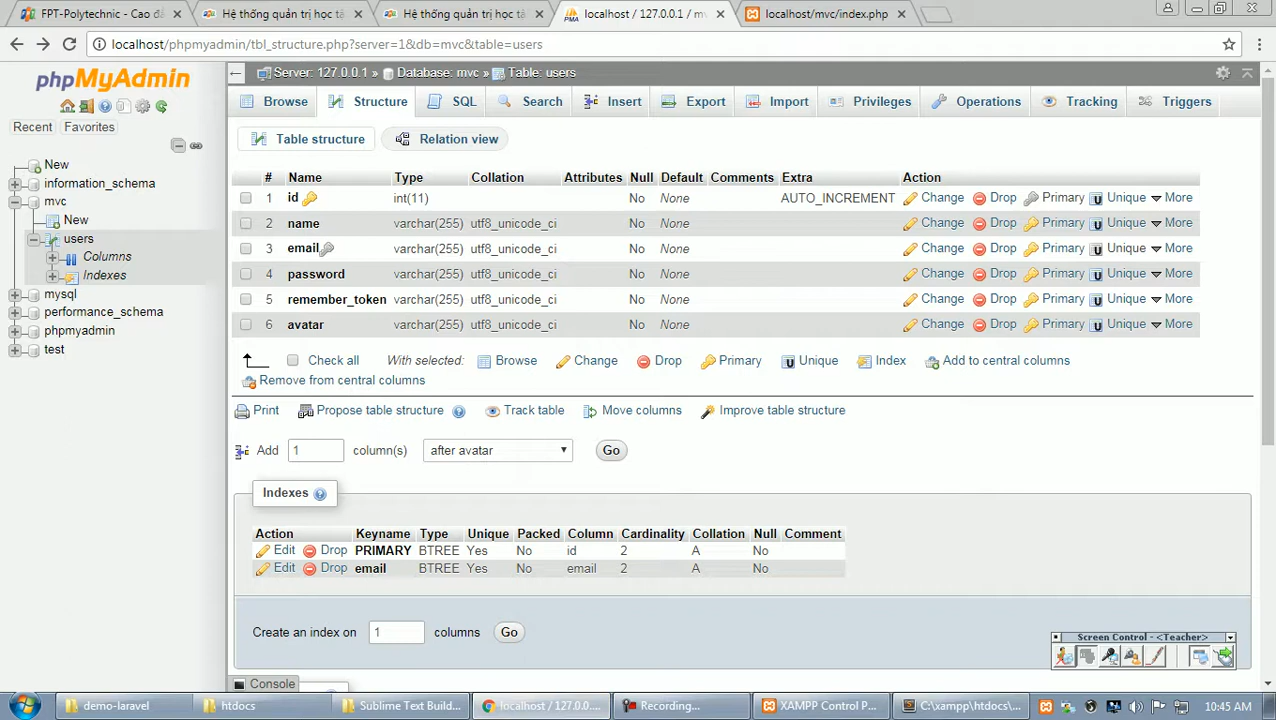 FPT-Polytechnic - Cao đẳ
Hệ thống quản trị học tậ
Hệ thống quản trị học tậ
localhost / 127.0.0.1 / m
localhost/mvc/index.php
localhost/phpmyadmin/tbl_structure.php?server=1&db=mvc&table=users
phpMyAdmin
Recent Favorites
New
information_schema
mvc
New
users
Columns
Indexes
mysql
performance_schema
phpmyadmin
test
Server: 127.0.0.1 » Database: mvc » Table: users
Browse Structure SQL Search Insert Export Import Privileges Operations Tracking Triggers
Table structure Relation view
# Name Type Collation Attributes Null Default Comments Extra Action
1 id int(11) No None AUTO_INCREMENT Change Drop Primary Unique More
2 name varchar(255) utf8_unicode_ci No None Change Drop Primary Unique More
3 email varchar(255) utf8_unicode_ci No None Change Drop Primary Unique More
4 password varchar(255) utf8_unicode_ci No None Change Drop Primary Unique More
5 remember_token varchar(255) utf8_unicode_ci No None Change Drop Primary Unique More
6 avatar varchar(255) utf8_unicode_ci No None Change Drop Primary Unique More
Check all With selected: Browse Change Drop Primary Unique Index Add to central columns
Remove from central columns
Print Propose table structure Track table Move columns Improve table structure
Add 1 column(s) after avatar Go
Indexes
Action Keyname Type Unique Packed Column Cardinality Collation Null Comment
Edit Drop PRIMARY BTREE Yes No id 2 A No
Edit Drop email BTREE Yes No email 2 A No
Create an index on 1 columns Go
Screen Control - <Teacher>
Console
demo-laravel htdocs Sublime Text Build... localhost / 127.0.0.... Recording... XAMPP Control P... C:\xampp\htdocs\... 10:45 AM